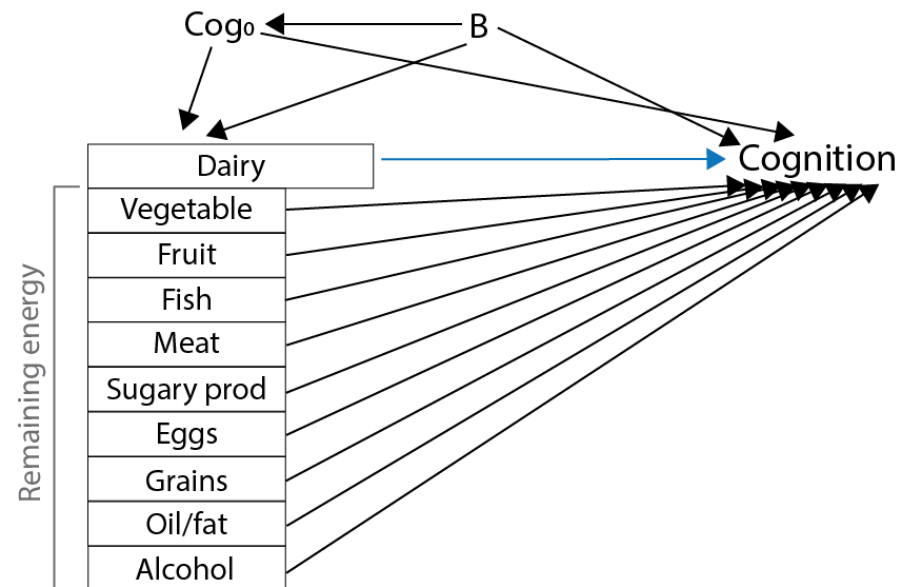 Cog₀
B
Dairy
Cognition
Vegetable
Fruit
Fish
Meat
Sugary prod
Eggs
Grains
Oil/fat
Alcohol
Remaining energy